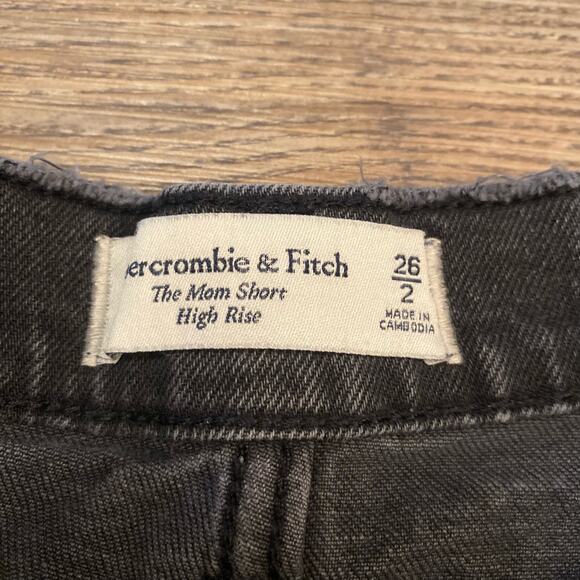 ercrombie & Fitch
The Mom Short
High Rise
26
2
MADE IN
CAMBODIA